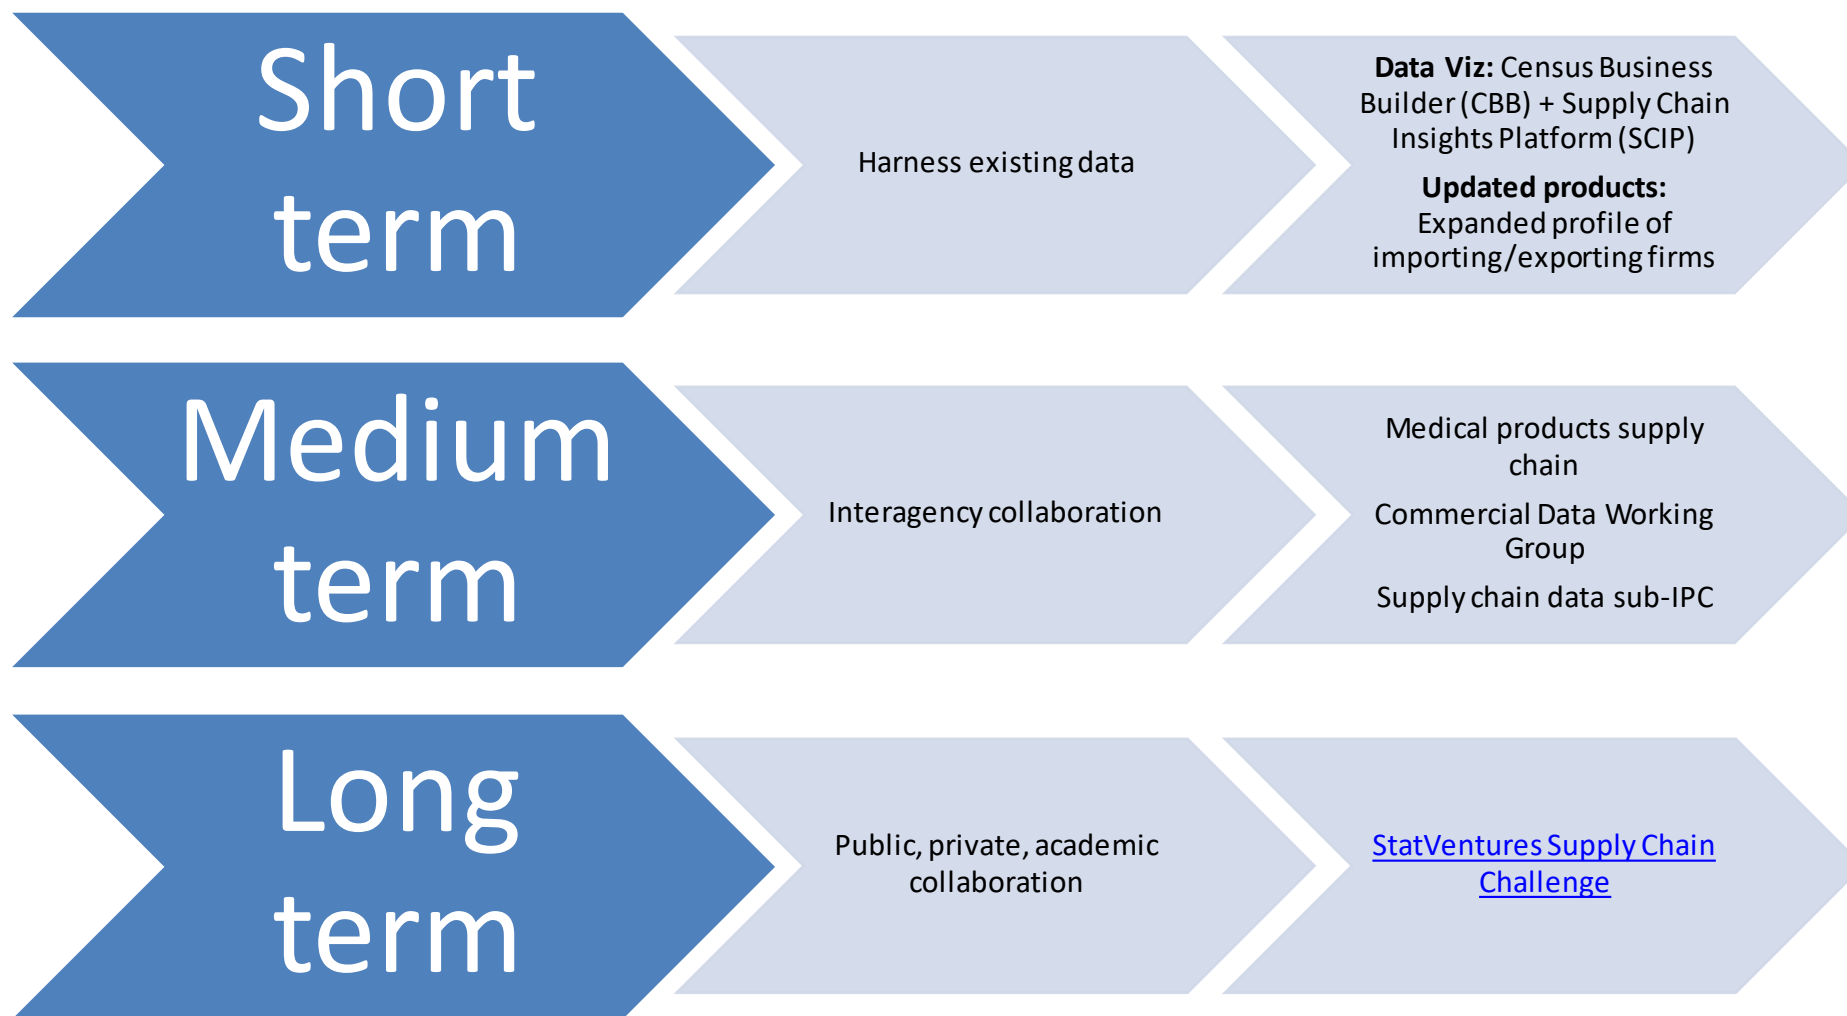 Short
term
Harness existing data
Data Viz: Census Business
Builder (CBB) + Supply Chain
Insights Platform (SCIP)
Updated products:
Expanded profile of
importing/exporting firms
Medium
term
Interagency collaboration
Medical products supply
chain
Commercial Data Working
Group
Supply chain data sub-IPC
Long
term
Public, private, academic
collaboration
StatVentures Supply Chain
Challenge